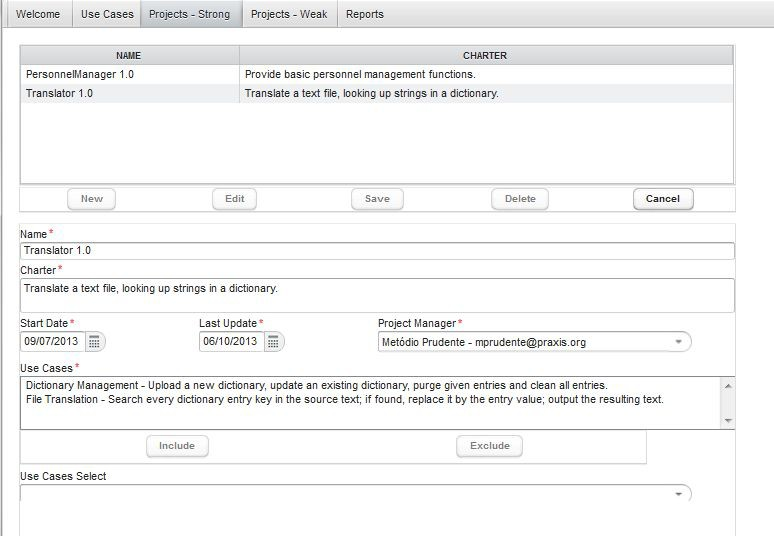 Welcome Use Cases Projects - Strong Projects - Weak Reports
NAME CHARTER
PersonnelManager 1.0 Provide basic personnel management functions.
Translator 1.0 Translate a text file, looking up strings in a dictionary.
New Edit Save Delete Cancel
Name*
Translator 1.0
Charter*
Translate a text file, looking up strings in a dictionary.
Start Date* Last Update* Project Manager*
09/07/2013 06/10/2013 Metódio Prudente - mprudente@praxis.org
Use Cases*
Dictionary Management - Upload a new dictionary, update an existing dictionary, purge given entries and clean all entries.
File Translation - Search every dictionary entry key in the source text; if found, replace it by the entry value; output the resulting text.
Include Exclude
Use Cases Select